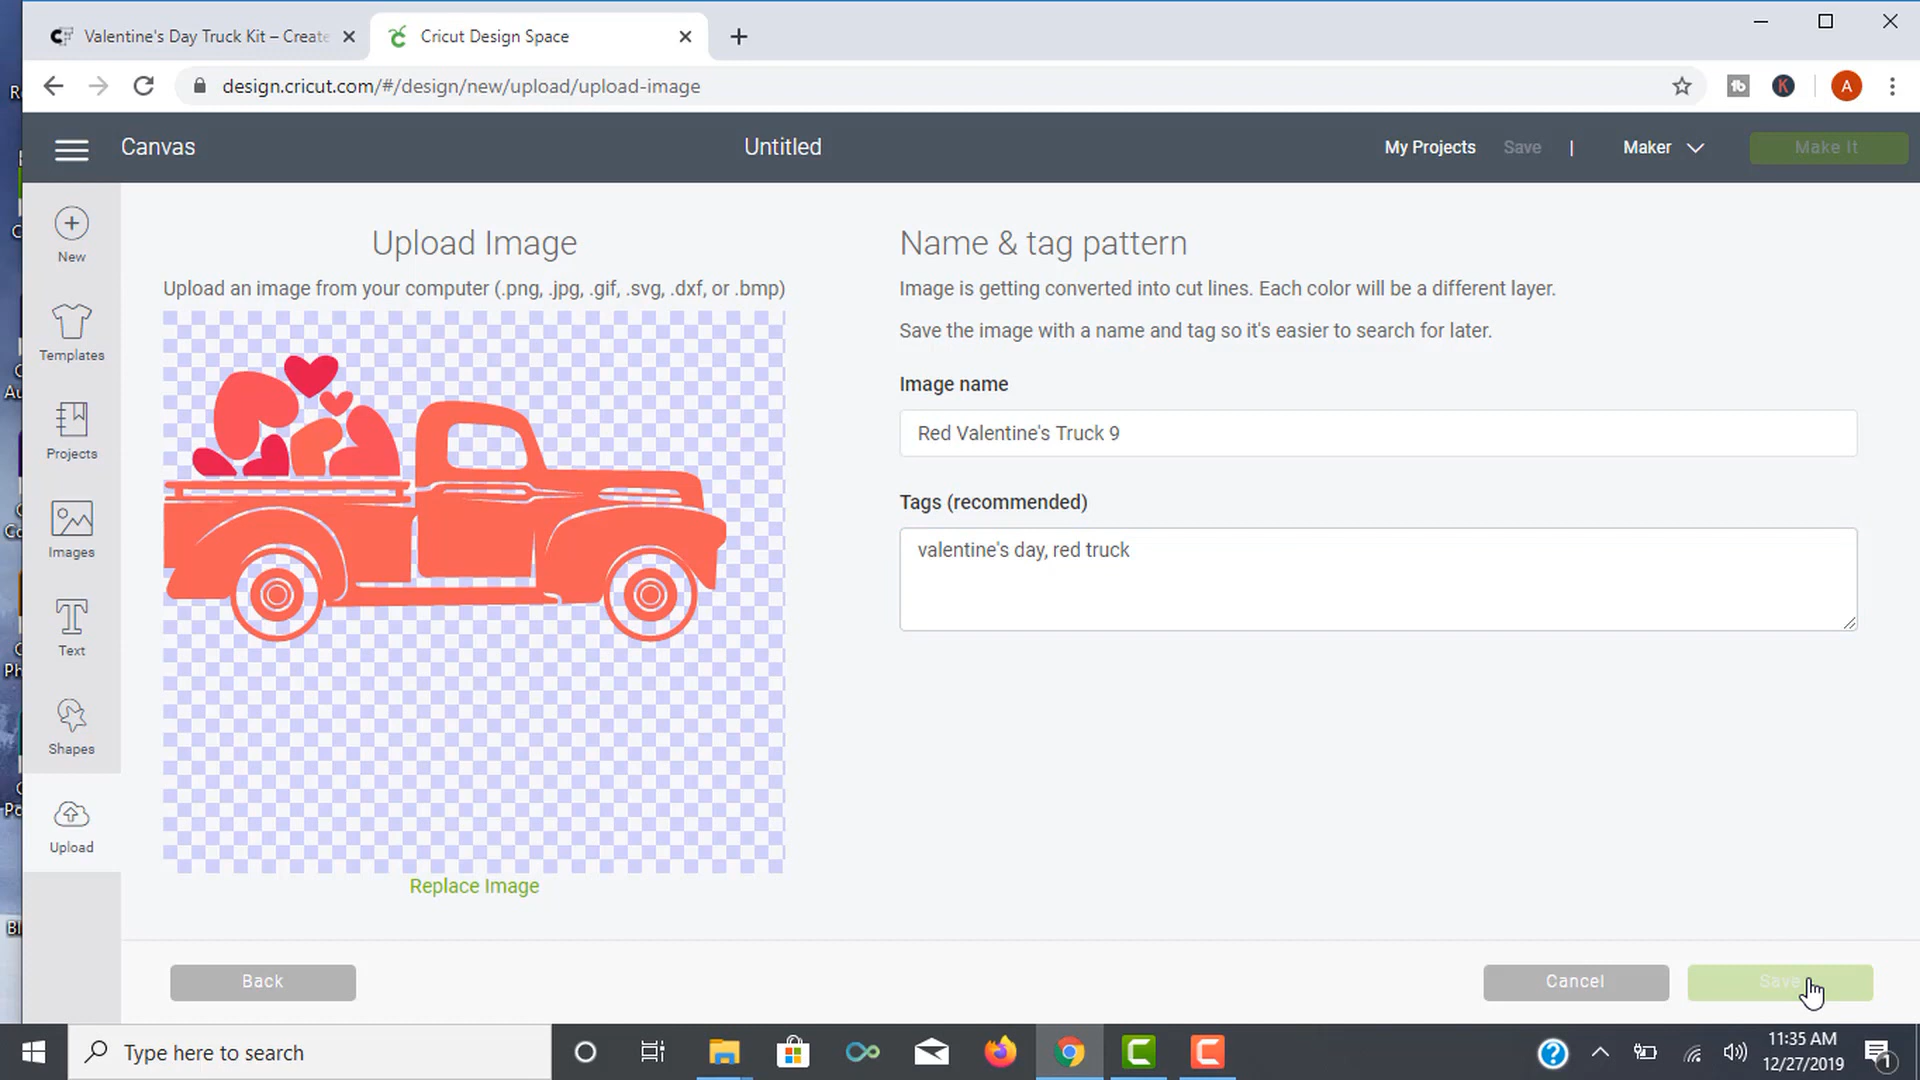 Valentine's Day Truck Kit – Create
Cricut Design Space
design.cricut.com/#/design/new/upload/upload-image
A
Canvas
Untitled
My Projects
Save
|
Maker
Make It
New
Templates
Projects
Images
Text
Shapes
Upload
Upload Image
Upload an image from your computer (.png, .jpg, .gif, .svg, .dxf, or .bmp)
Replace Image
Name & tag pattern
Image is getting converted into cut lines. Each color will be a different layer.
Save the image with a name and tag so it's easier to search for later.
Image name
Red Valentine's Truck 9
Tags (recommended)
valentine's day, red truck
Back
Cancel
Save
Type here to search
11:35 AM
12/27/2019
1